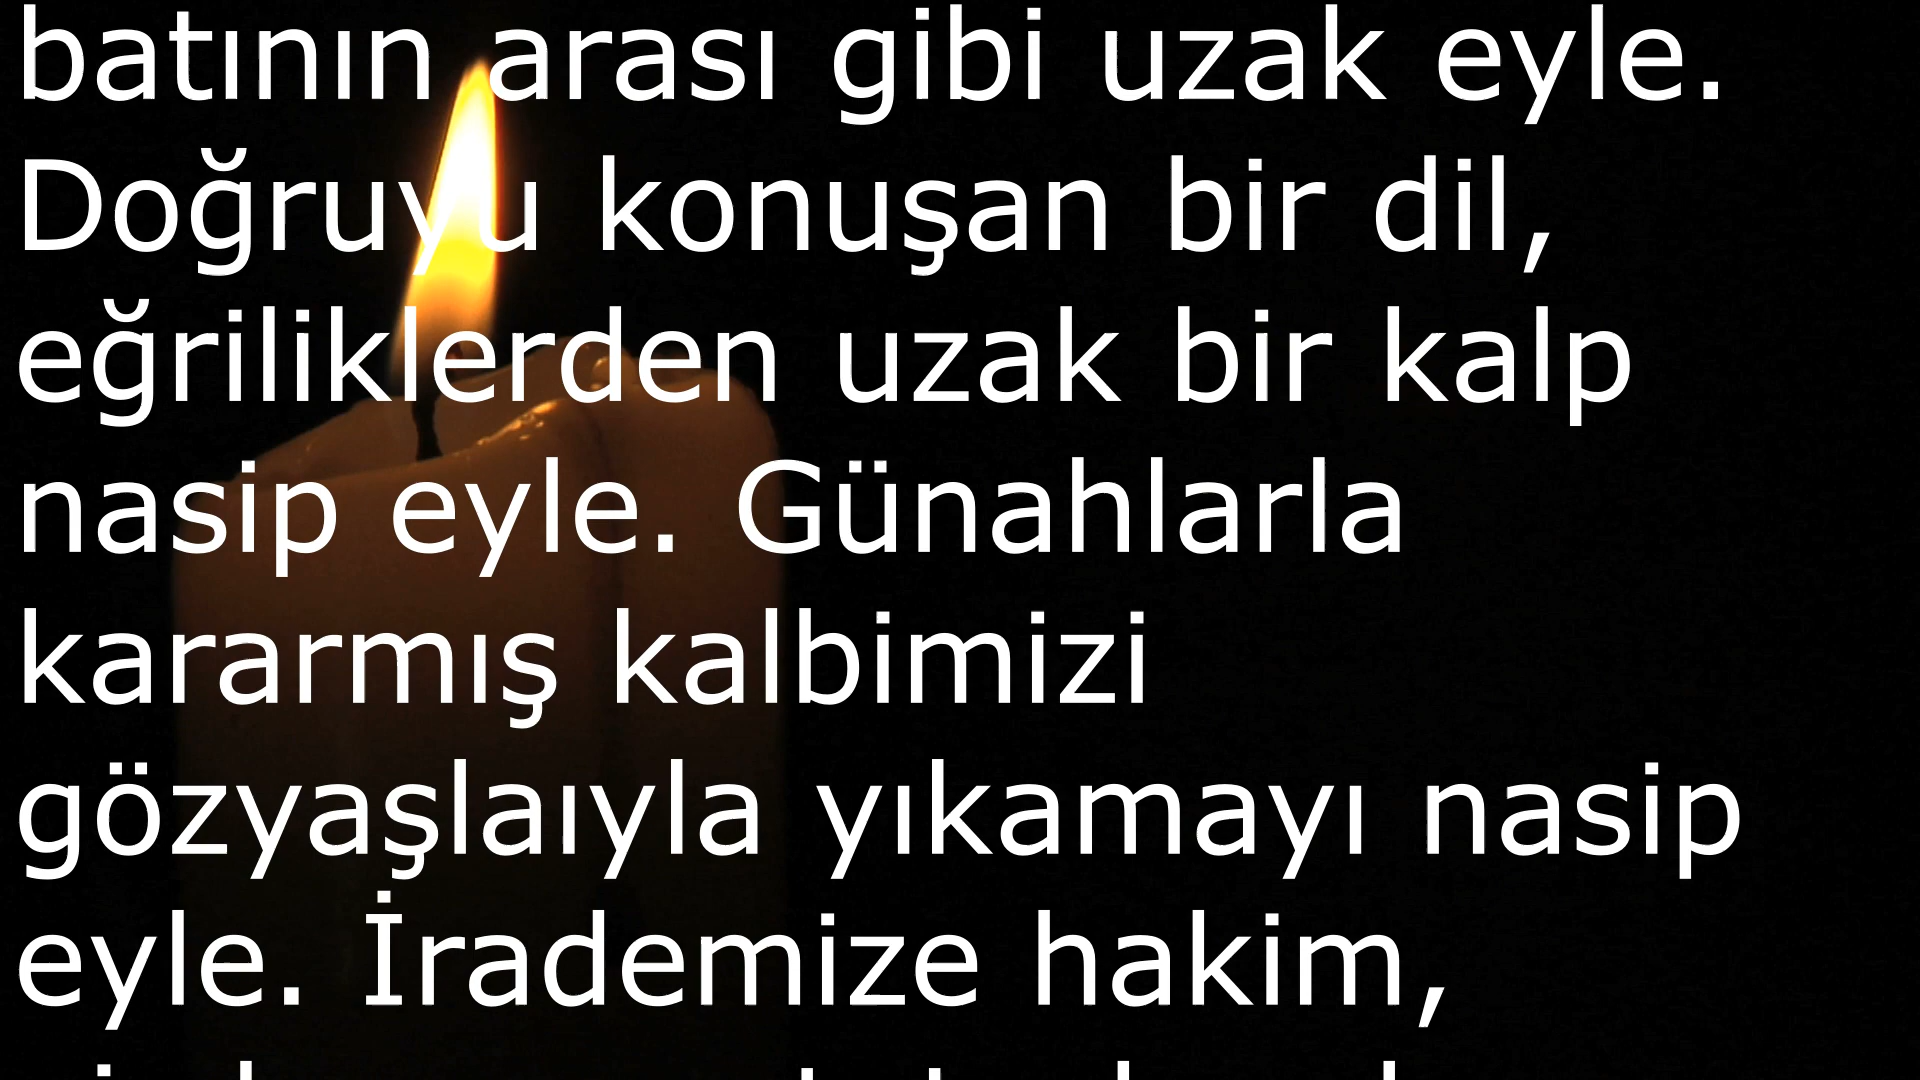 batının arası gibi uzak eyle.
Doğruyu konuşan bir dil,
eğriliklerden uzak bir kalp
nasip eyle. Günahlarla
kararmış kalbimizi
gözyaşlaıyla yıkamayı nasip
eyle. İrademize hakim,